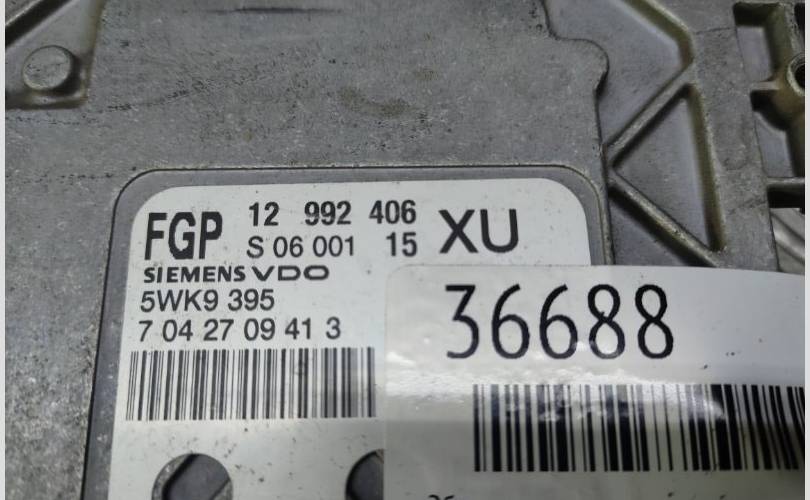 FGP 12 992 406 XU
S 06 001 15
SIEMENS VDO
5WK9 395
7 04 27 09 41 3
36688